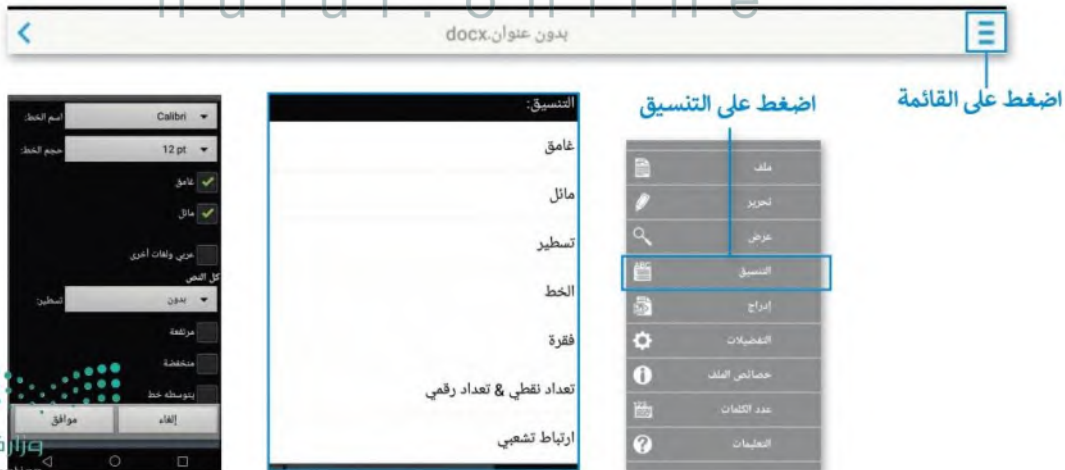 hulul.online
بدون عنوان.docx
اضغط على القائمة
اضغط على التنسيق
ملف
تحرير
عرض
التنسيق
إدراج
التفضيلات
خصائص الملف
عدد الكلمات
التعليمات
التنسيق:
غامق
مائل
تسطير
الخط
فقرة
تعداد نقطي & تعداد رقمي
ارتباط تشعبي
اسم الخط: Calibri
حجم الخط: 12 pt
غامق
مائل
عربي ولغات أخرى
كل النص
تسطير: بدون
مرتفعة
منخفضة
يتوسطه خط
إلغاء
موافق